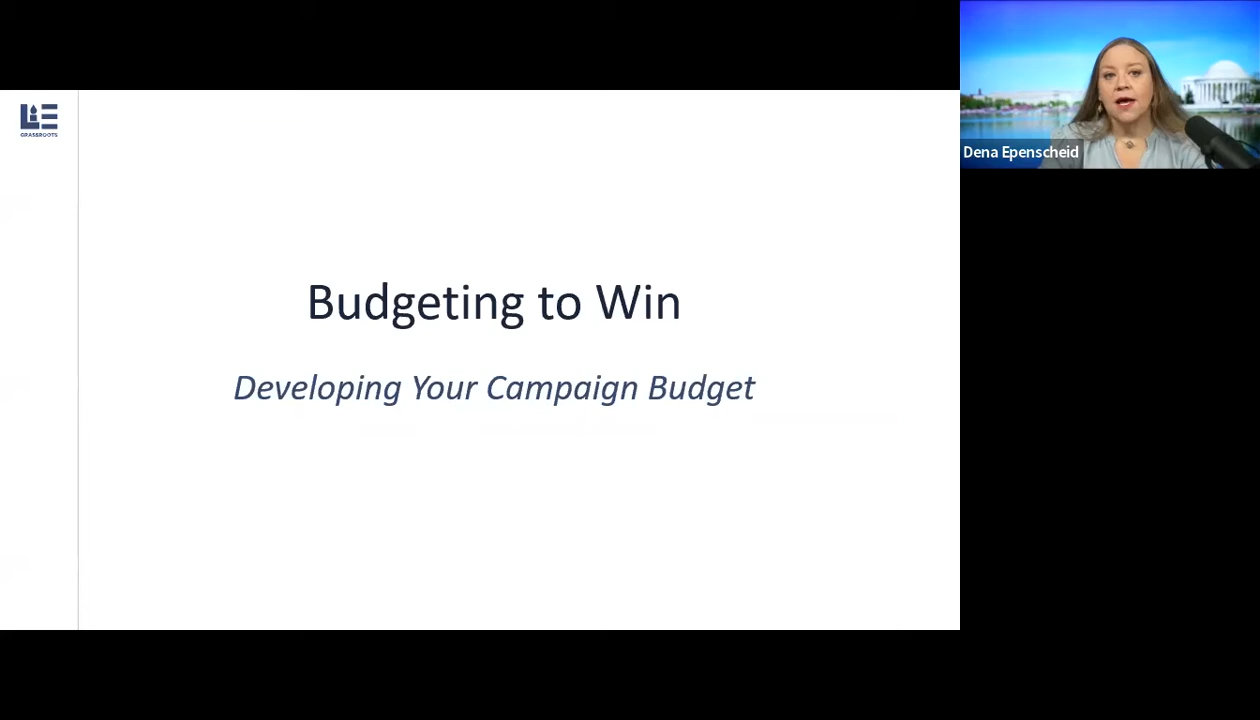 GRASSROOTS
Budgeting to Win
Developing Your Campaign Budget
Dena Epenscheid